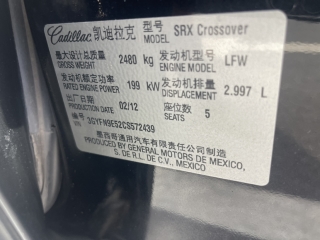 Cadillac 凯迪拉克 型号 SRX Crossover
MODEL
最大设计总质量 2480 kg 发动机型号 LFW
GROSS WEIGHT ENGINE MODEL
发动机额定功率 199 kW 发动机排量 2.997 L
RATED ENGINE POWER DISPLACEMENT
生产日期 02/12 座位数 5
PRODUCTION DATE SEATS
3GYFN9E52CS572439
墨西哥通用汽车有限责任公司制造
PRODUCED BY GENERAL MOTORS DE MEXICO,
S. DE R.L. DE C.V., MEXICO